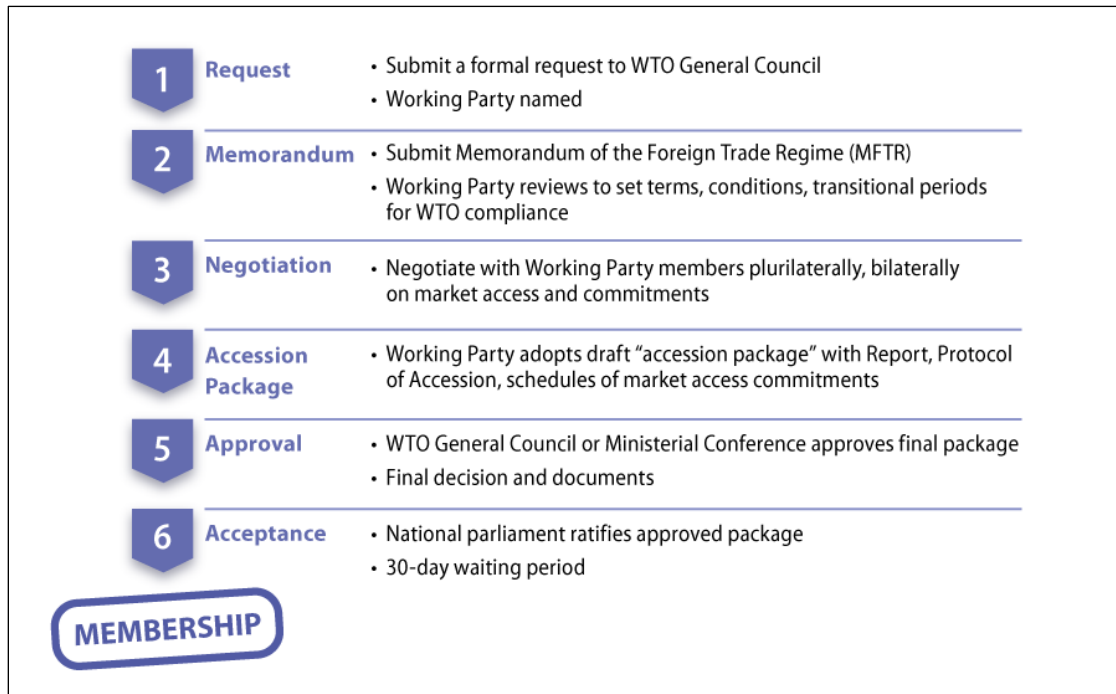 1
Request
• Submit a formal request to WTO General Council
• Working Party named
2
Memorandum
• Submit Memorandum of the Foreign Trade Regime (MFTR)
• Working Party reviews to set terms, conditions, transitional periods
for WTO compliance
3
Negotiation
• Negotiate with Working Party members plurilaterally, bilaterally
on market access and commitments
4
Accession
Package
• Working Party adopts draft “accession package” with Report, Protocol
of Accession, schedules of market access commitments
5
Approval
• WTO General Council or Ministerial Conference approves final package
• Final decision and documents
6
Acceptance
• National parliament ratifies approved package
• 30-day waiting period
MEMBERSHIP